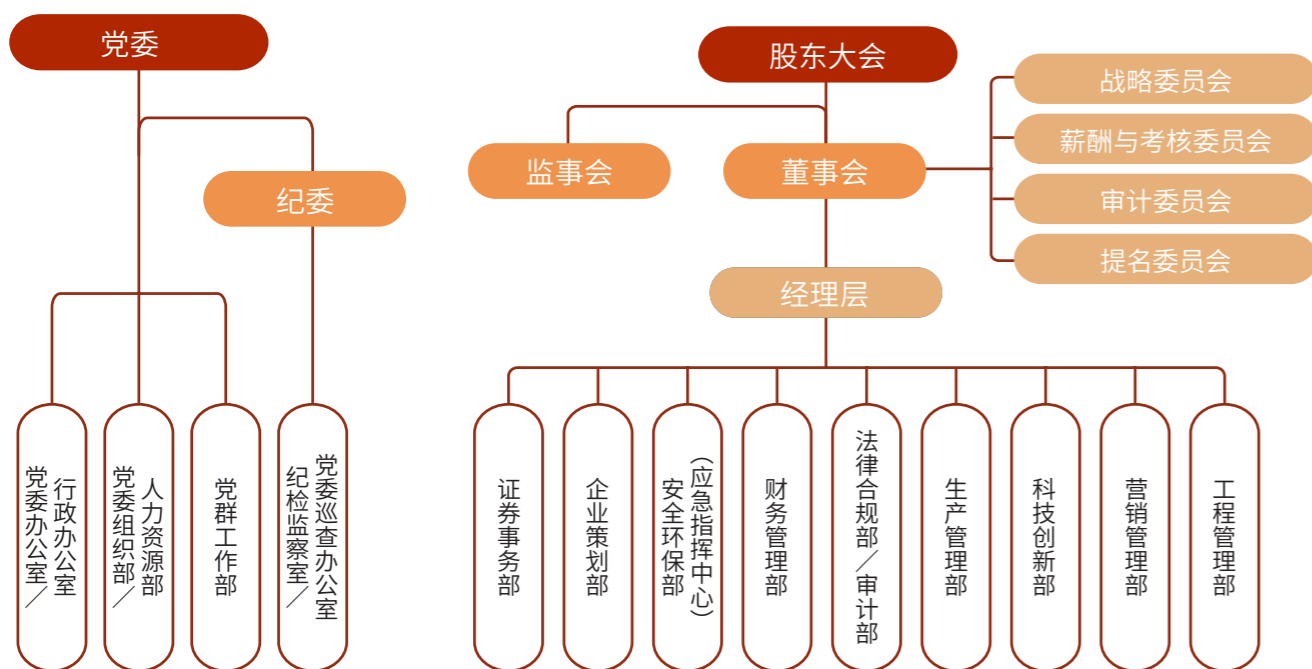 党委
股东大会
战略委员会
薪酬与考核委员会
审计委员会
提名委员会
监事会
董事会
纪委
经理层
党委办公室／
行政办公室
党委组织部／
人力资源部
党群工作部
纪检监察室／
党委巡查办公室
证券事务部
企业策划部
安全环保部
（应急指挥中心）
财务管理部
法律合规部／审计部
生产管理部
科技创新部
营销管理部
工程管理部